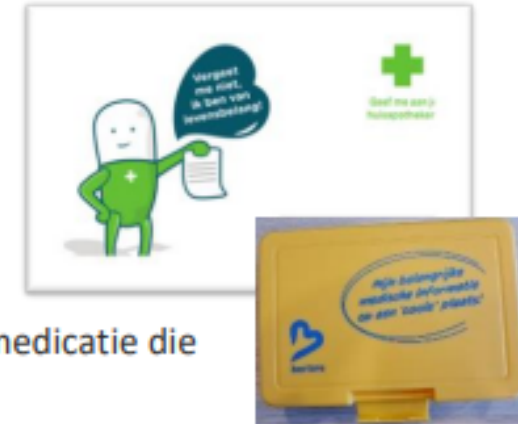 Vergeet
me niet,
ik ben van
levensbelang!
Geef me aan je
huisapotheker
medicatie die
Mijn belangrijke
medische informatie
op een 'coole' plaats!